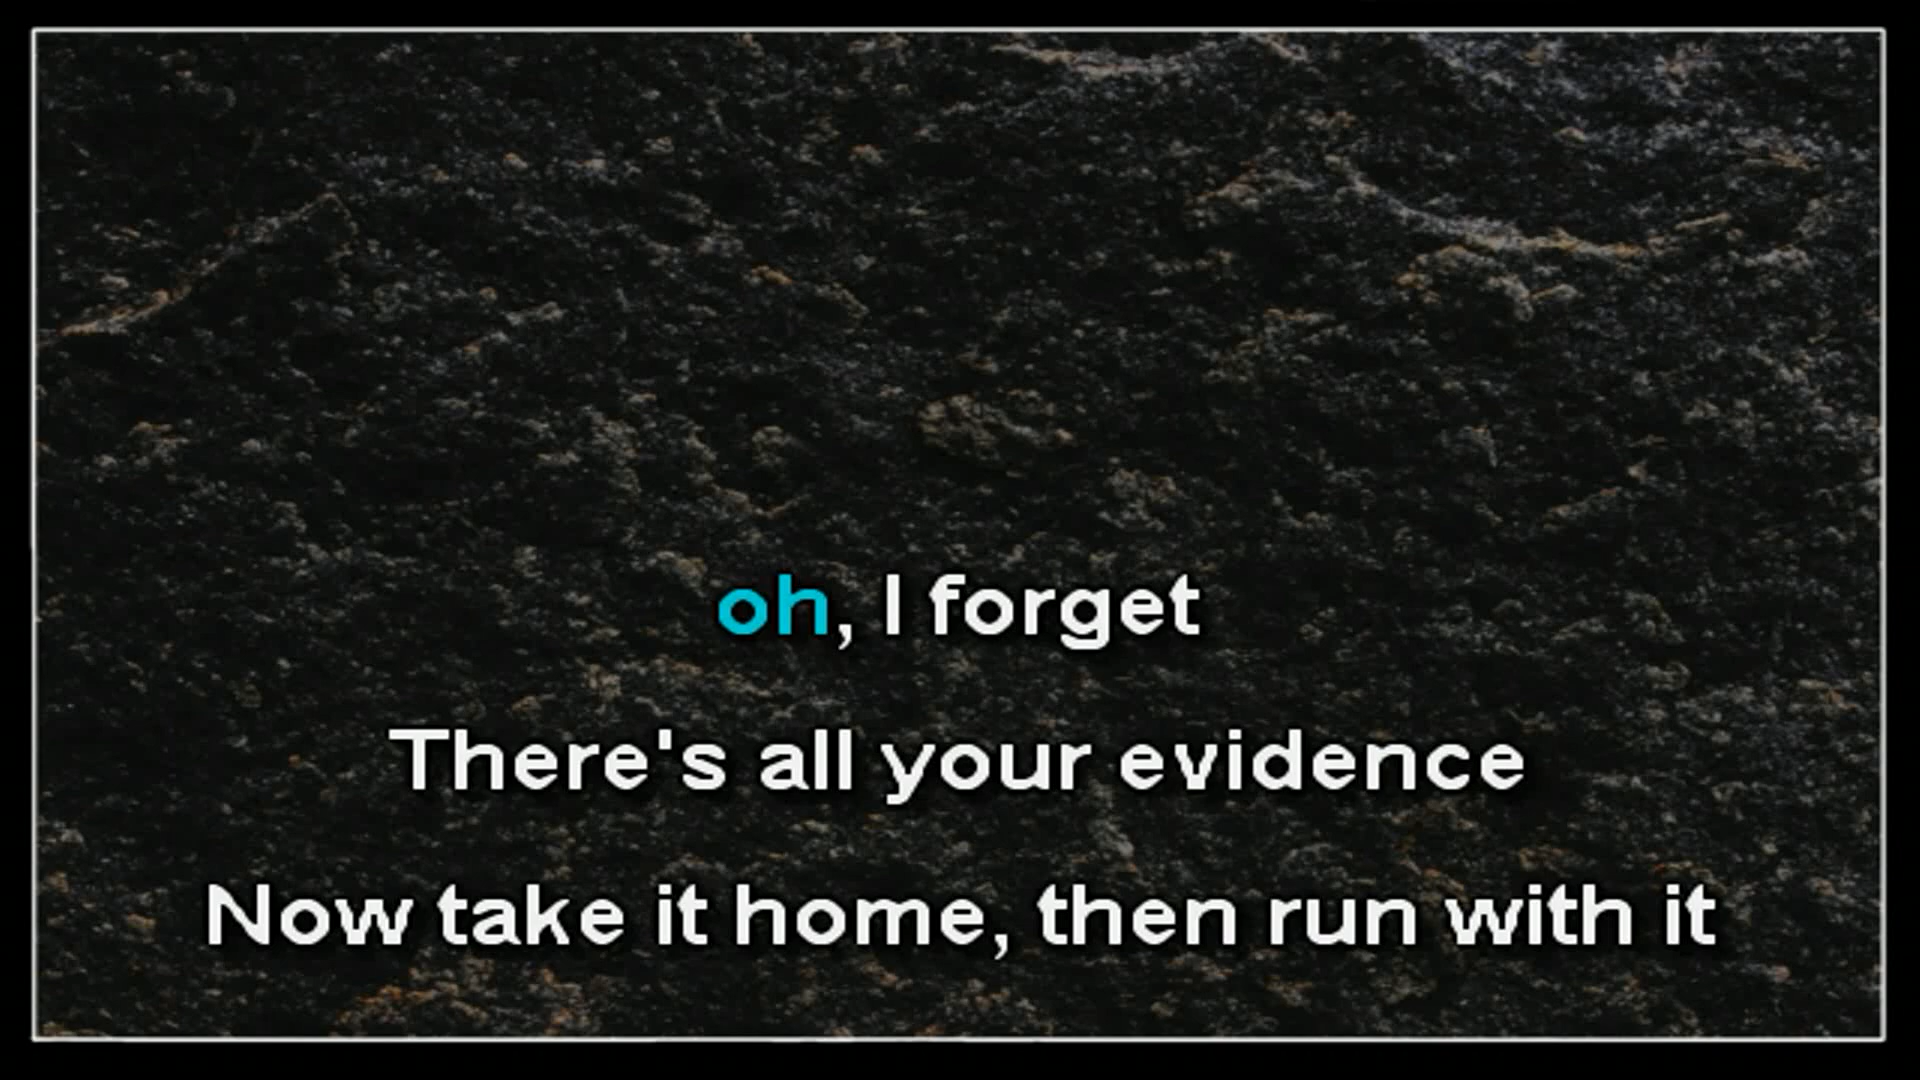 oh, I forget
There's all your evidence
Now take it home, then run with it